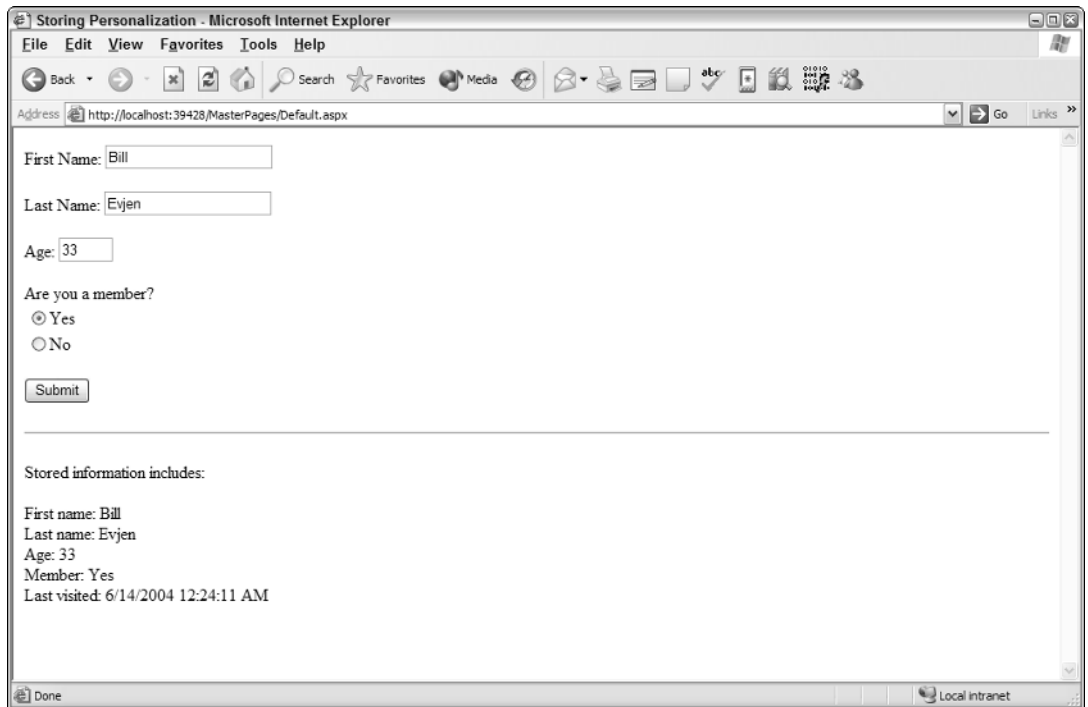 Storing Personalization - Microsoft Internet Explorer
File Edit View Favorites Tools Help
Back Search Favorites Media
Address http://localhost:39428/MasterPages/Default.aspx Go Links »
First Name: Bill
Last Name: Evjen
Age: 33
Are you a member?
Yes
No
Submit
Stored information includes:
First name: Bill
Last name: Evjen
Age: 33
Member: Yes
Last visited: 6/14/2004 12:24:11 AM
Done Local intranet